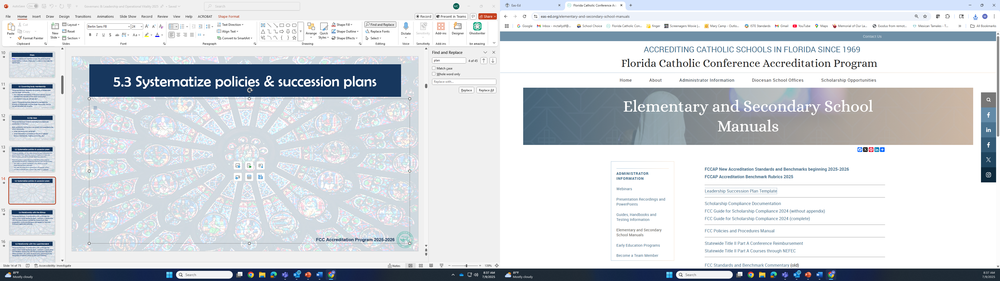 AutoSave On
Governanc & Leadership and Operational Vitality 2025 • Saved
Search
MC
File Home Insert Draw Design Transitions Animations Slide Show Record Review View Help ACROBAT Shape Format
Record
Present in Teams
Share
Paste
Cut
Copy
Format Painter
Clipboard
New Slide
Layout
Reset
Section
Slides
Berlin Sans FB 24
Font
Paragraph
Text Direction
Align Text
Convert to SmartArt
Arrange
Quick Styles
Shape Fill
Shape Outline
Shape Effects
Drawing
Find and Replace
Replace Fonts
Select
Editing
Dictate
Voice
Sensitivity
Sensitivity
Add-ins
Add-ins
Designer
Ghostwriter
be amazing
10
Plans
11
5.1 Governing body membership
12
5.2 By-laws
13
5.3 Systematize policies & succession plans
14
5.3 Systematize policies & succession plans
15
5.4 Relationship with the Bishop
16
5.5 Relationship with the superintendent
5.3 Systematize policies & succession plans
FCC Accreditation Program 2025-2026
Find and Replace
plan
4 of 45
Match case
Whole word only
Replace with...
Replace
Replace All
Slide 14 of 75
Accessibility: Investigate
Notes
139%
81°F
Mostly cloudy
Search
8:37 AM
7/9/2025
Eas-Ed
Florida Catholic Conference Acc
eas-ed.org/elementary-and-secondary-school-manuals
M
Google
Inbox - mctallydf@...
School Choice
Florida Catholic Con...
finger
Screenagers Movie |...
Mary Camp - Outlo...
ISTE Standards
Gmail
YouTube
Maps
Memorial of Our La...
Exodus from remot...
Mexican Tamales - T...
All Bookmarks
Contact Us
ACCREDITING CATHOLIC SCHOOLS IN FLORIDA SINCE 1969
Florida Catholic Conference Accreditation Program
Home About Administrator Information Diocesan School Offices Scholarship Opportunities
Elementary and Secondary School
Manuals
ADMINISTRATOR
INFORMATION
Webinars
Presentation Recordings and
PowerPoints
Guides, Handbooks and
Testing Information
Elementary and Secondary
School Manuals
Early Education Programs
Become a Team Member
FCCAP New Accreditation Standards and Benchmarks beginning 2025-2026
FCCAP Accreditation Benchmark Rubrics 2025
Leadership Succession Plan Template
Scholarship Compliance Documentation
FCC Guide for Scholarship Compliance 2024 (without appendix)
FCC Guide for Scholarship Compliance 2024 (complete)
FCC Policies and Procedures Manual
Statewide Title II Part A Conference Reimbursement
Statewide Title II Part A Courses through NEFEC
FCC Standards and Benchmark Commentary (old)
81°F
Mostly cloudy
Search
8:37 AM
7/9/2025